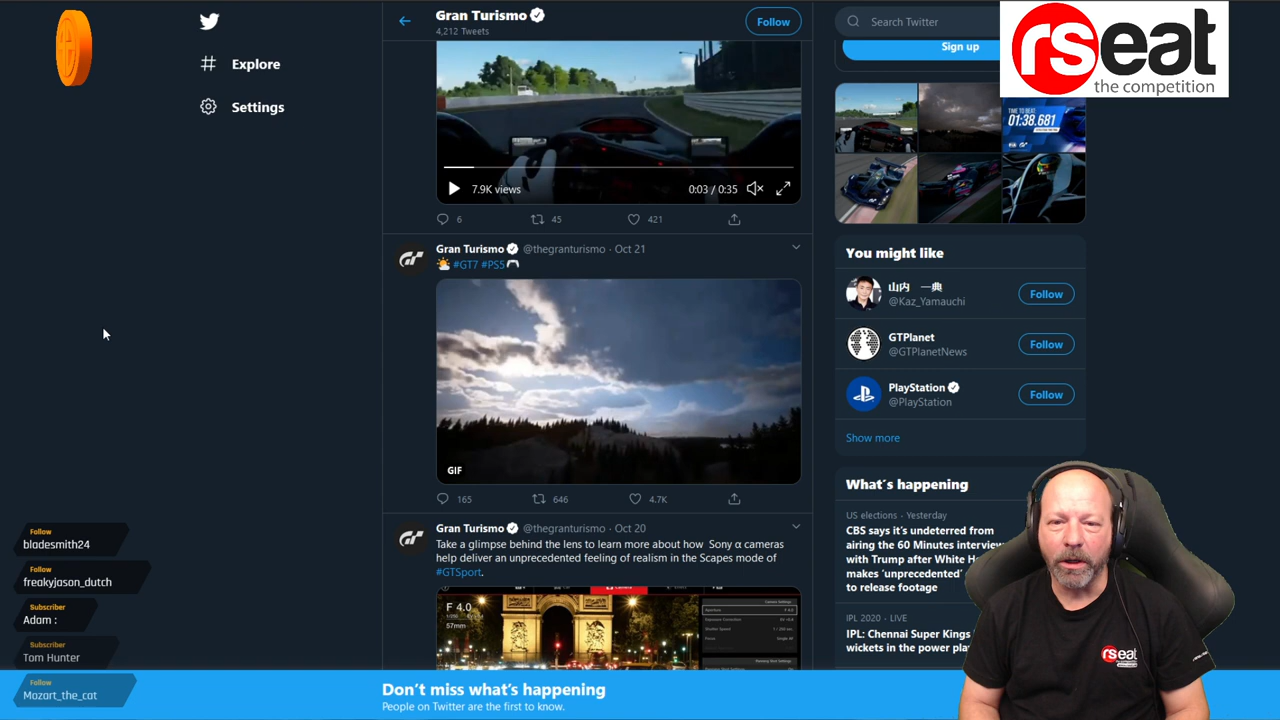 Explore
Settings
Gran Turismo
4,212 Tweets
Follow
7.9K views
0:03 / 0:35
6
45
421
Gran Turismo @thegranturismo · Oct 21
#GT7 #PS5
GIF
165
646
4.7K
Gran Turismo @thegranturismo · Oct 20
Take a glimpse behind the lens to learn more about how Sony α cameras
help deliver an unprecedented feeling of realism in the Scapes mode of
#GTSport.
F 4.0
57mm
Search Twitter
Sign up
rseat
the competition
TIME TO BEAT
01:38.681
You might like
山内 一典
@Kaz_Yamauchi
Follow
GTPlanet
@GTPlanetNews
Follow
PlayStation
@PlayStation
Follow
Show more
What's happening
US elections · Yesterday
CBS says it's undeterred from
airing the 60 Minutes interview
with Trump after White H
makes 'unprecedented'
to release footage
IPL 2020 · LIVE
IPL: Chennai Super Kings
wickets in the power pla
Follow
bladesmith24
Follow
freakyjason_dutch
Subscriber
Adam :
Subscriber
Tom Hunter
Follow
Mozart_the_cat
Don't miss what's happening
People on Twitter are the first to know.
rseat